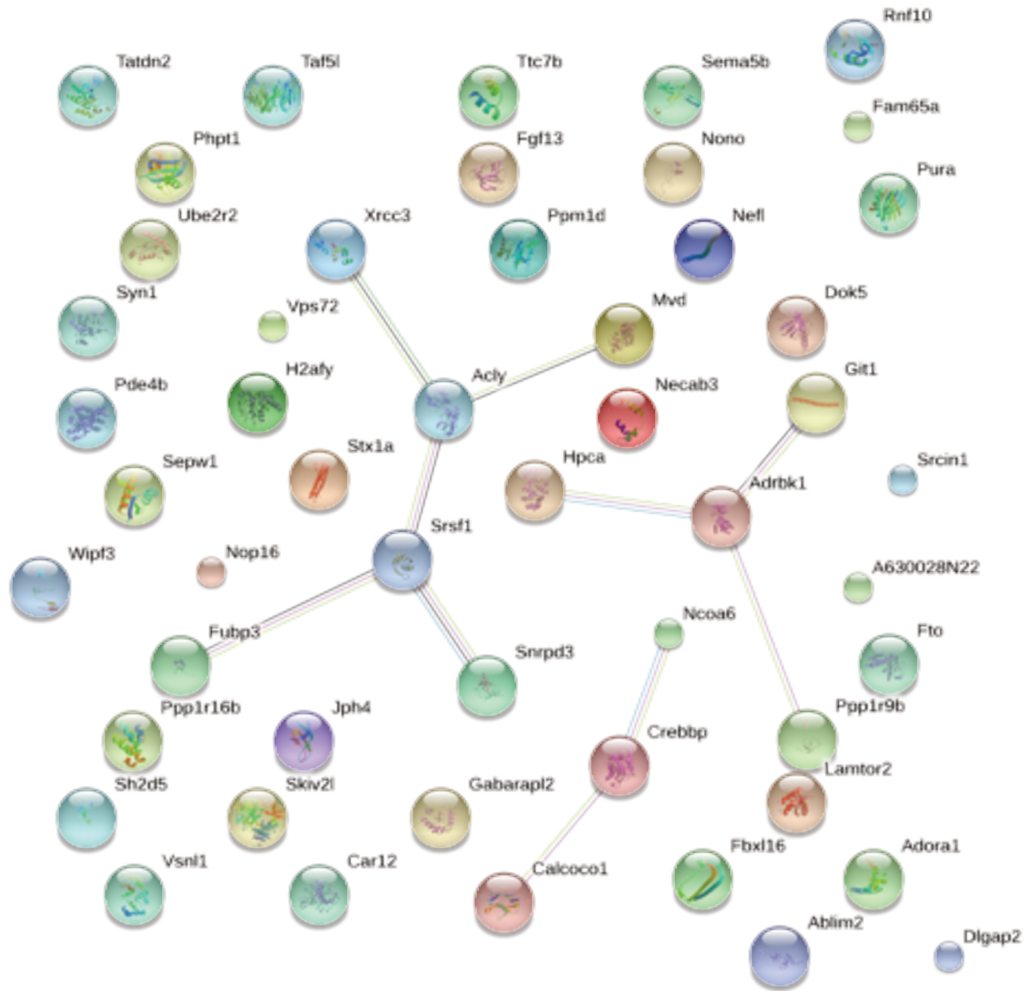 Rnf10
Tatdn2
Taf5l
Ttc7b
Sema5b
Fam65a
Phpt1
Fgf13
Nono
Pura
Ube2r2
Xrcc3
Ppm1d
Nefl
Syn1
Vps72
Mvd
Dok5
Pde4b
H2afy
Acly
Necab3
Git1
Sepw1
Stx1a
Hpca
Adrbk1
Srcin1
Wipf3
Nop16
Srsf1
A630028N22
Fubp3
Snrpd3
Ncoa6
Fto
Ppp1r16b
Jph4
Crebbp
Ppp1r9b
Sh2d5
Skiv2l
Gabarapl2
Lamtor2
Vsnl1
Car12
Calcoco1
Fbxl16
Adora1
Ablim2
Dlgap2